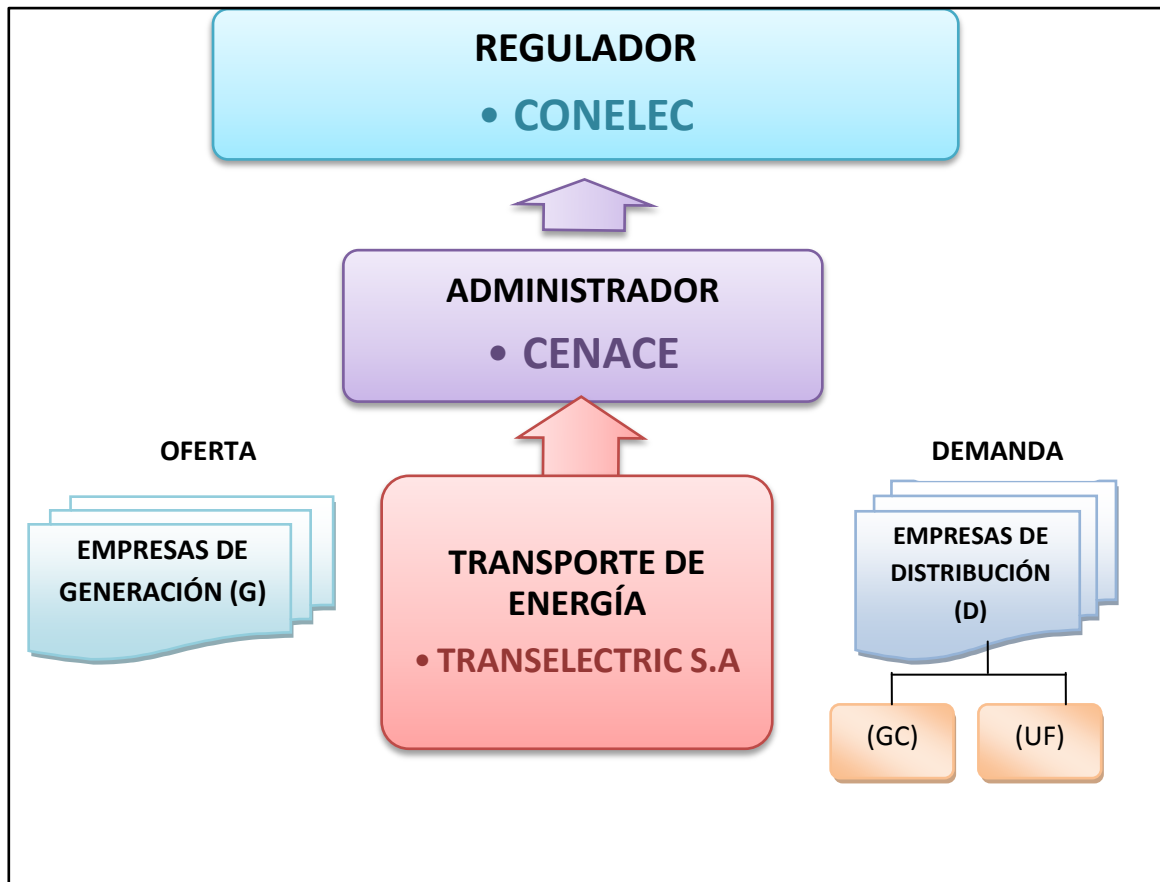 REGULADOR
• CONELEC
ADMINISTRADOR
• CENACE
OFERTA
DEMANDA
EMPRESAS DE
GENERACIÓN (G)
TRANSPORTE DE
ENERGÍA
• TRANSELECTRIC S.A
EMPRESAS DE
DISTRIBUCIÓN
(D)
(GC)
(UF)